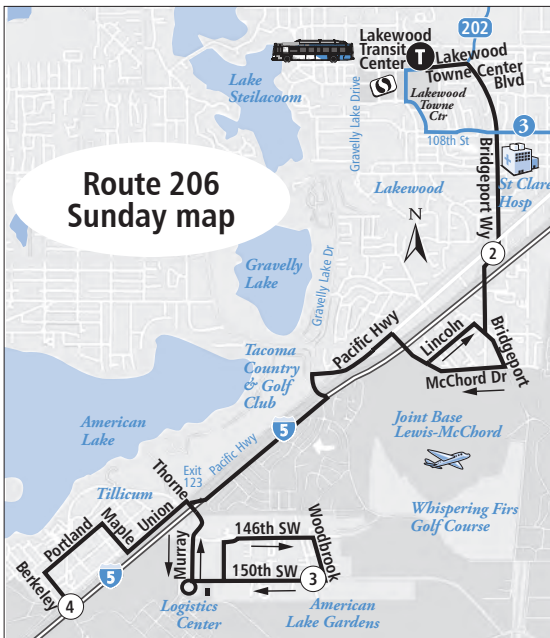 202
Lakewood
Transit
Center
T
Lakewood
Towne Center
Blvd
Lakewood
Towne
Ctr
Lake
Steilacoom
Gravelly Lake Drive
108th St
3
St Clare
Hosp
Bridgeport Wy
Lakewood
Route 206
Sunday map
N
2
Gravelly
Lake
Gravelly Lake Dr
Pacific Hwy
Lincoln
Bridgeport
McChord Dr
Tacoma
Country
& Golf
Club
5
Pacific Hwy
American
Lake
Joint Base
Lewis-McChord
Exit
123
Thorne
Tillicum
Whispering Firs
Golf Course
Portland
Maple
Union
Berkeley
4
5
Murray
146th SW
Woodbrook
150th SW
3
Logistics
Center
American
Lake Gardens